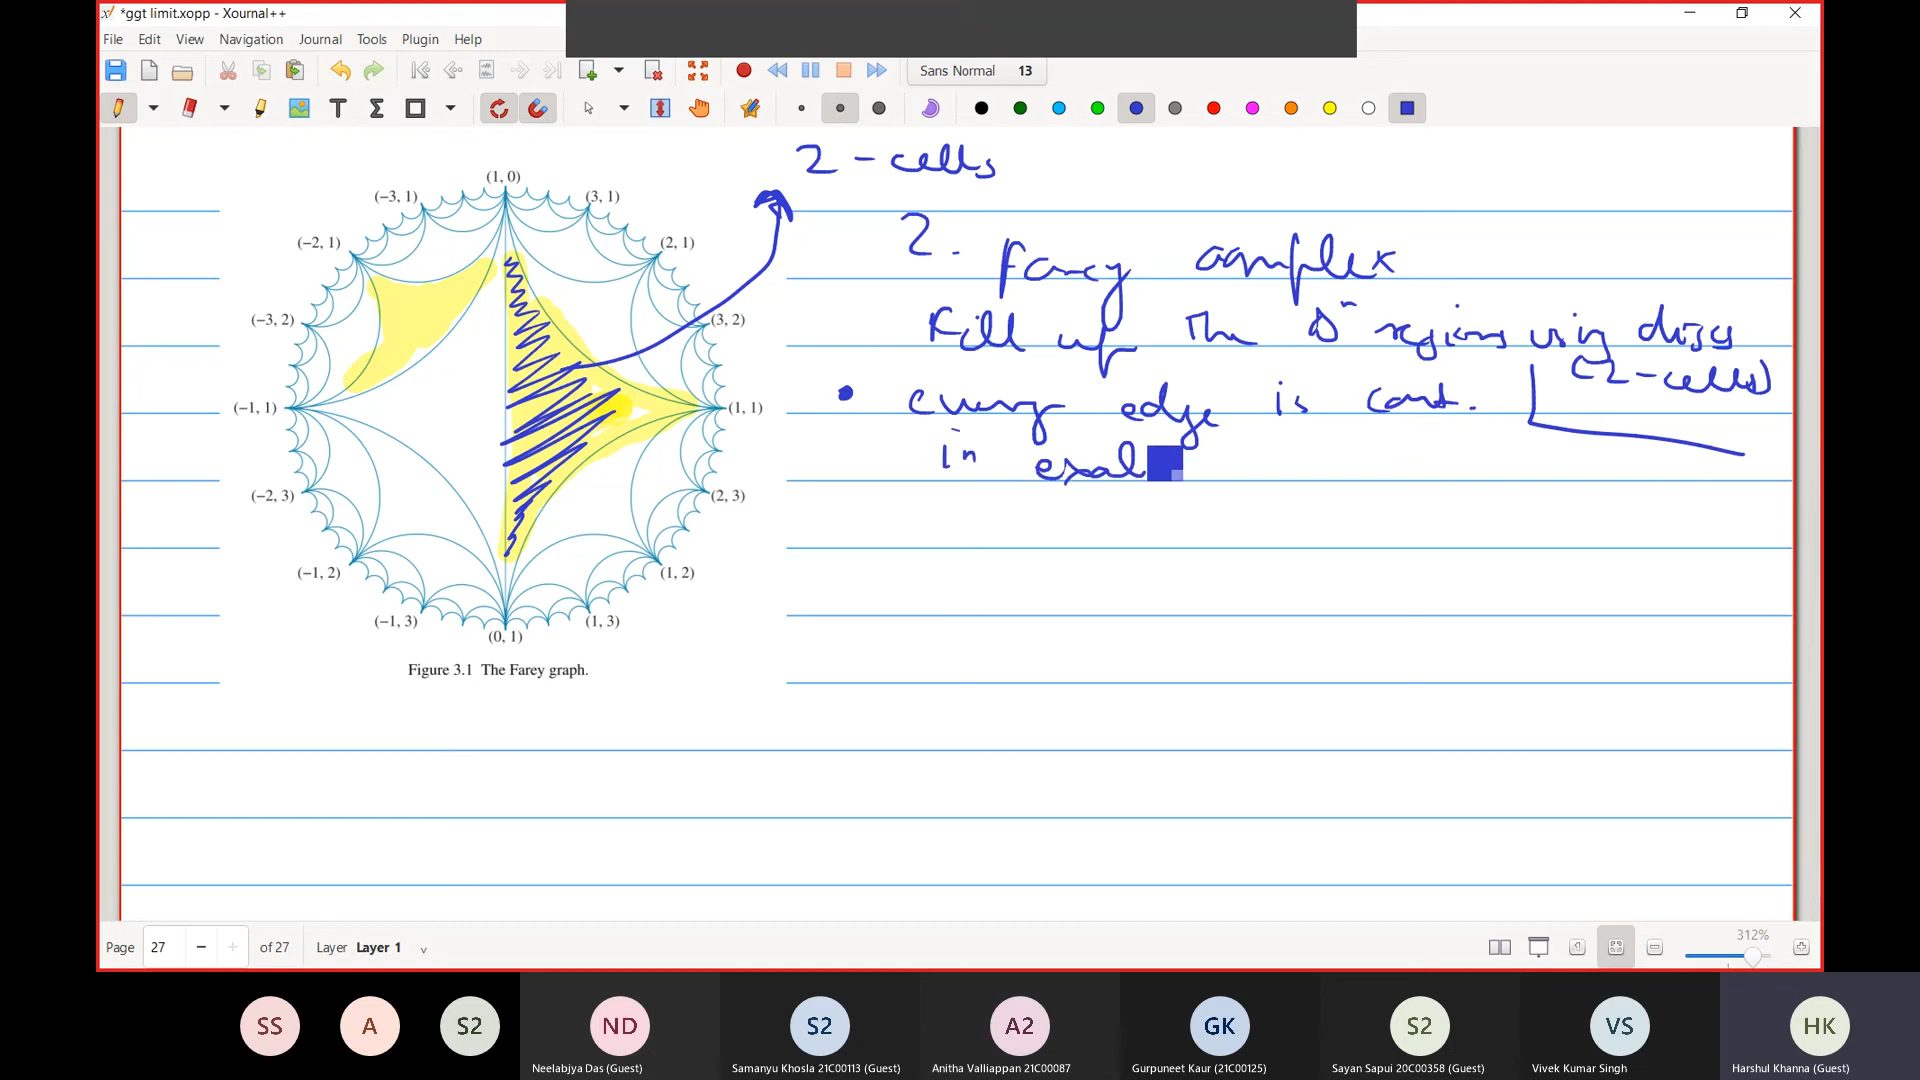 *ggt limit.xopp - Xournal++
File Edit View Navigation Journal Tools Plugin Help
Sans Normal 13
2 - cells
2. Farey complex
Fill up the Δ regions using discs
(2-cells)
• every edge is cont.
in
(1, 0)
(−3, 1) (3, 1)
(−2, 1) (2, 1)
(−3, 2) (3, 2)
(−1, 1) (1, 1)
(−2, 3) (2, 3)
(−1, 2) (1, 2)
(−1, 3) (1, 3)
(0, 1)
Figure 3.1 The Farey graph.
Page 27 of 27 Layer Layer 1 312%
SS A S2 ND S2 A2 GK S2 VS HK
Neelabjya Das (Guest) Samanyu Khosla 21C00113 (Guest) Anitha Valliappan 21C00087 Gurpuneet Kaur (21C00125) Sayan Sapui 20C00358 (Guest) Vivek Kumar Singh Harshul Khanna (Guest)